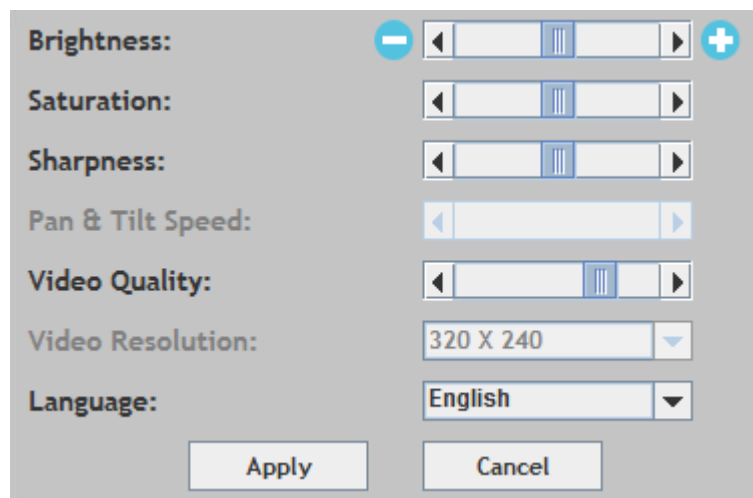 Brightness:
Saturation:
Sharpness:
Pan & Tilt Speed:
Video Quality:
Video Resolution: 320 X 240
Language: English
Apply Cancel